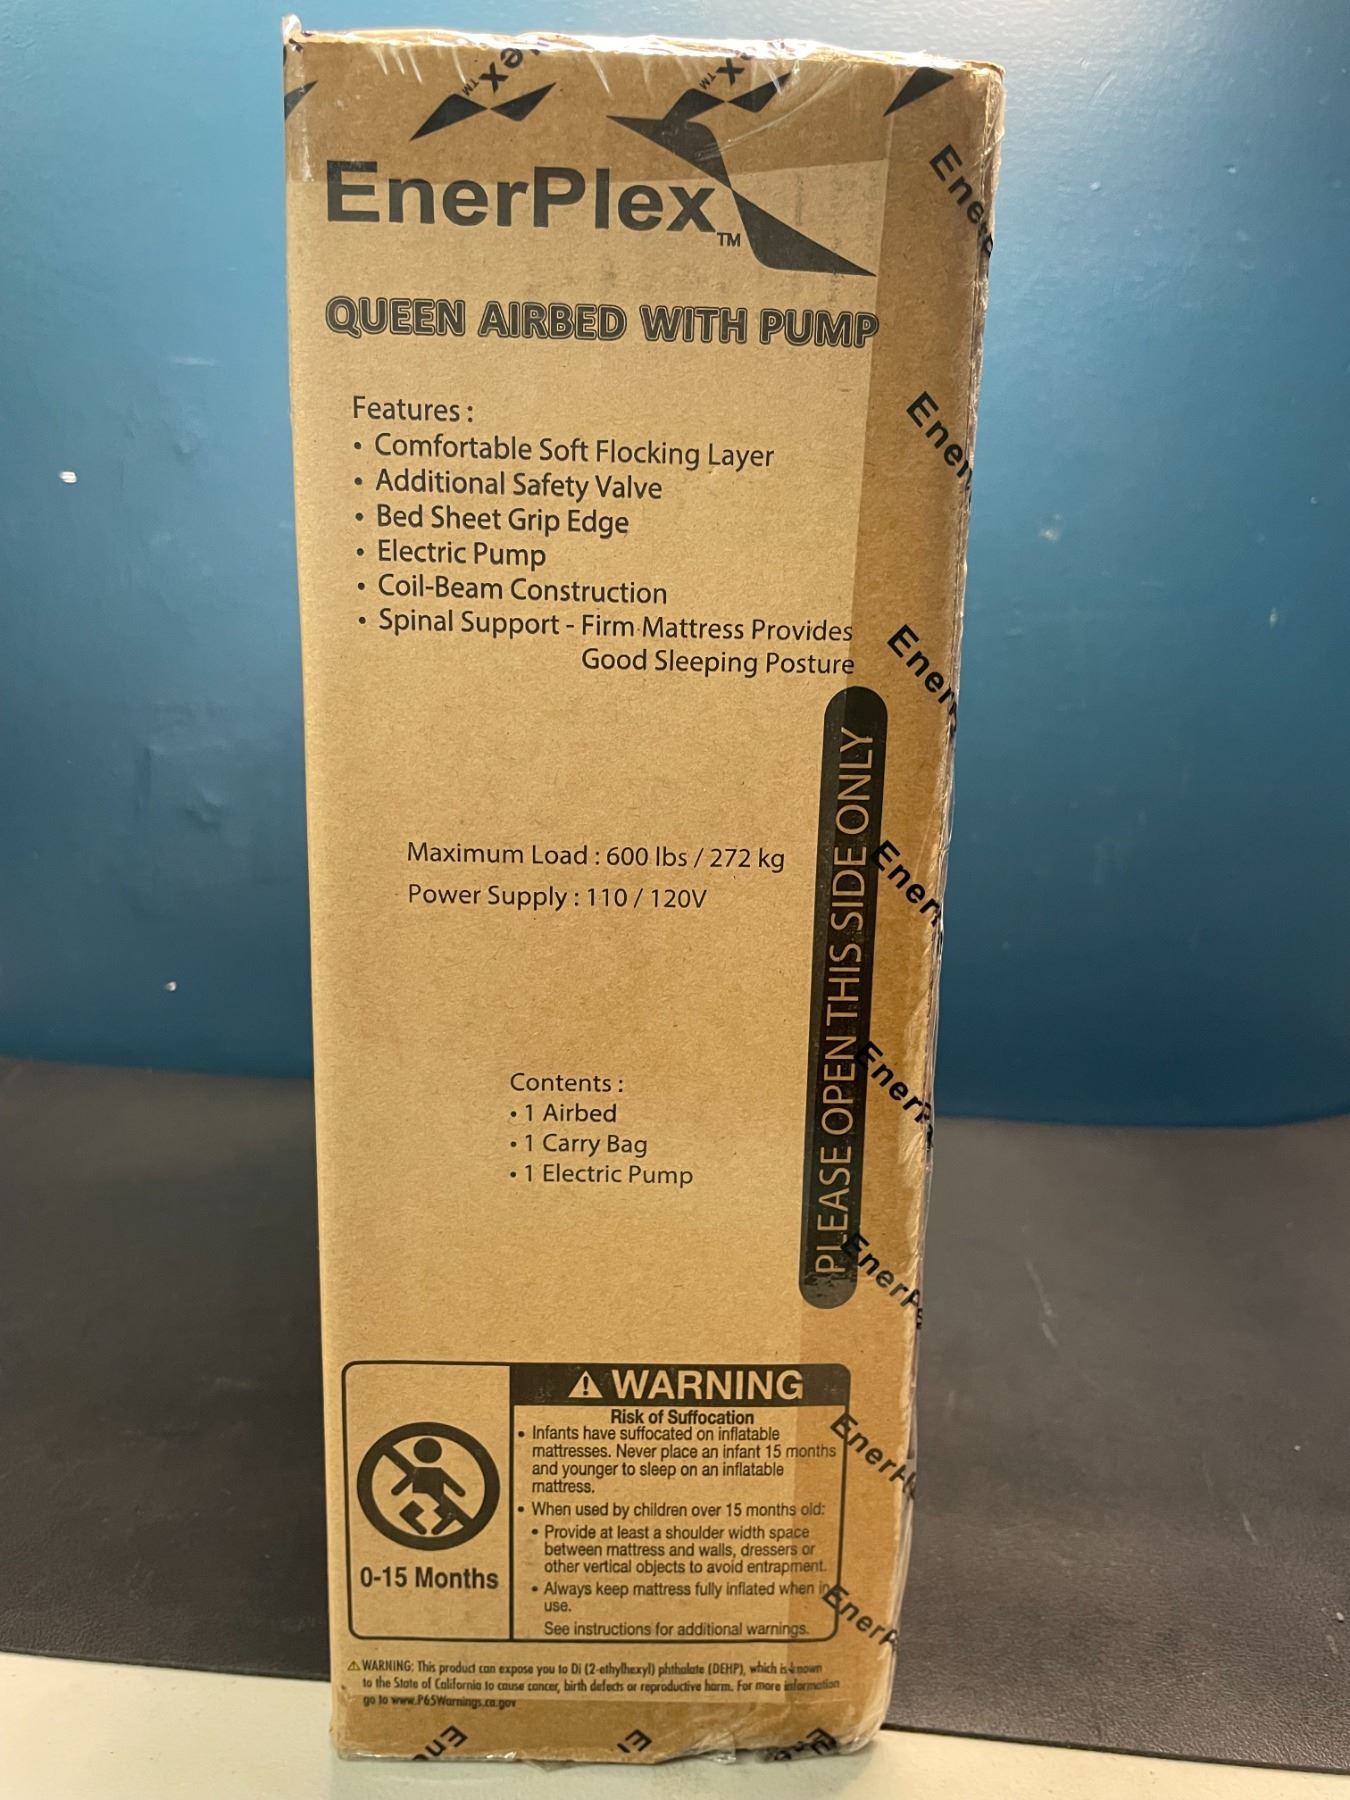 EnerPlex™
QUEEN AIRBED WITH PUMP
Features :
• Comfortable Soft Flocking Layer
• Additional Safety Valve
• Bed Sheet Grip Edge
• Electric Pump
• Coil-Beam Construction
• Spinal Support - Firm Mattress Provides
Good Sleeping Posture
PLEASE OPEN THIS SIDE ONLY
Maximum Load : 600 lbs / 272 kg
Power Supply : 110 / 120V
Contents :
• 1 Airbed
• 1 Carry Bag
• 1 Electric Pump
0-15 Months
⚠ WARNING
Risk of Suffocation
• Infants have suffocated on inflatable
mattresses. Never place an infant 15 months
and younger to sleep on an inflatable
mattress.
• When used by children over 15 months old:
• Provide at least a shoulder width space
between mattress and walls, dressers or
other vertical objects to avoid entrapment.
• Always keep mattress fully inflated when in
use.
See instructions for additional warnings.
⚠ WARNING: This product can expose you to Di (2-ethylhexyl) phthalate (DEHP), which is known
to the State of California to cause cancer, birth defects or reproductive harm. For more information
go to www.P65Warnings.ca.gov